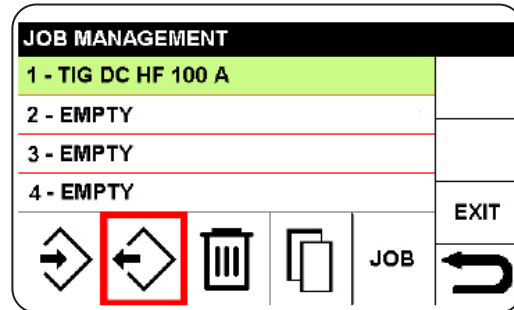 JOB MANAGEMENT
1 - TIG DC HF 100 A
2 - EMPTY
3 - EMPTY
4 - EMPTY
EXIT
JOB